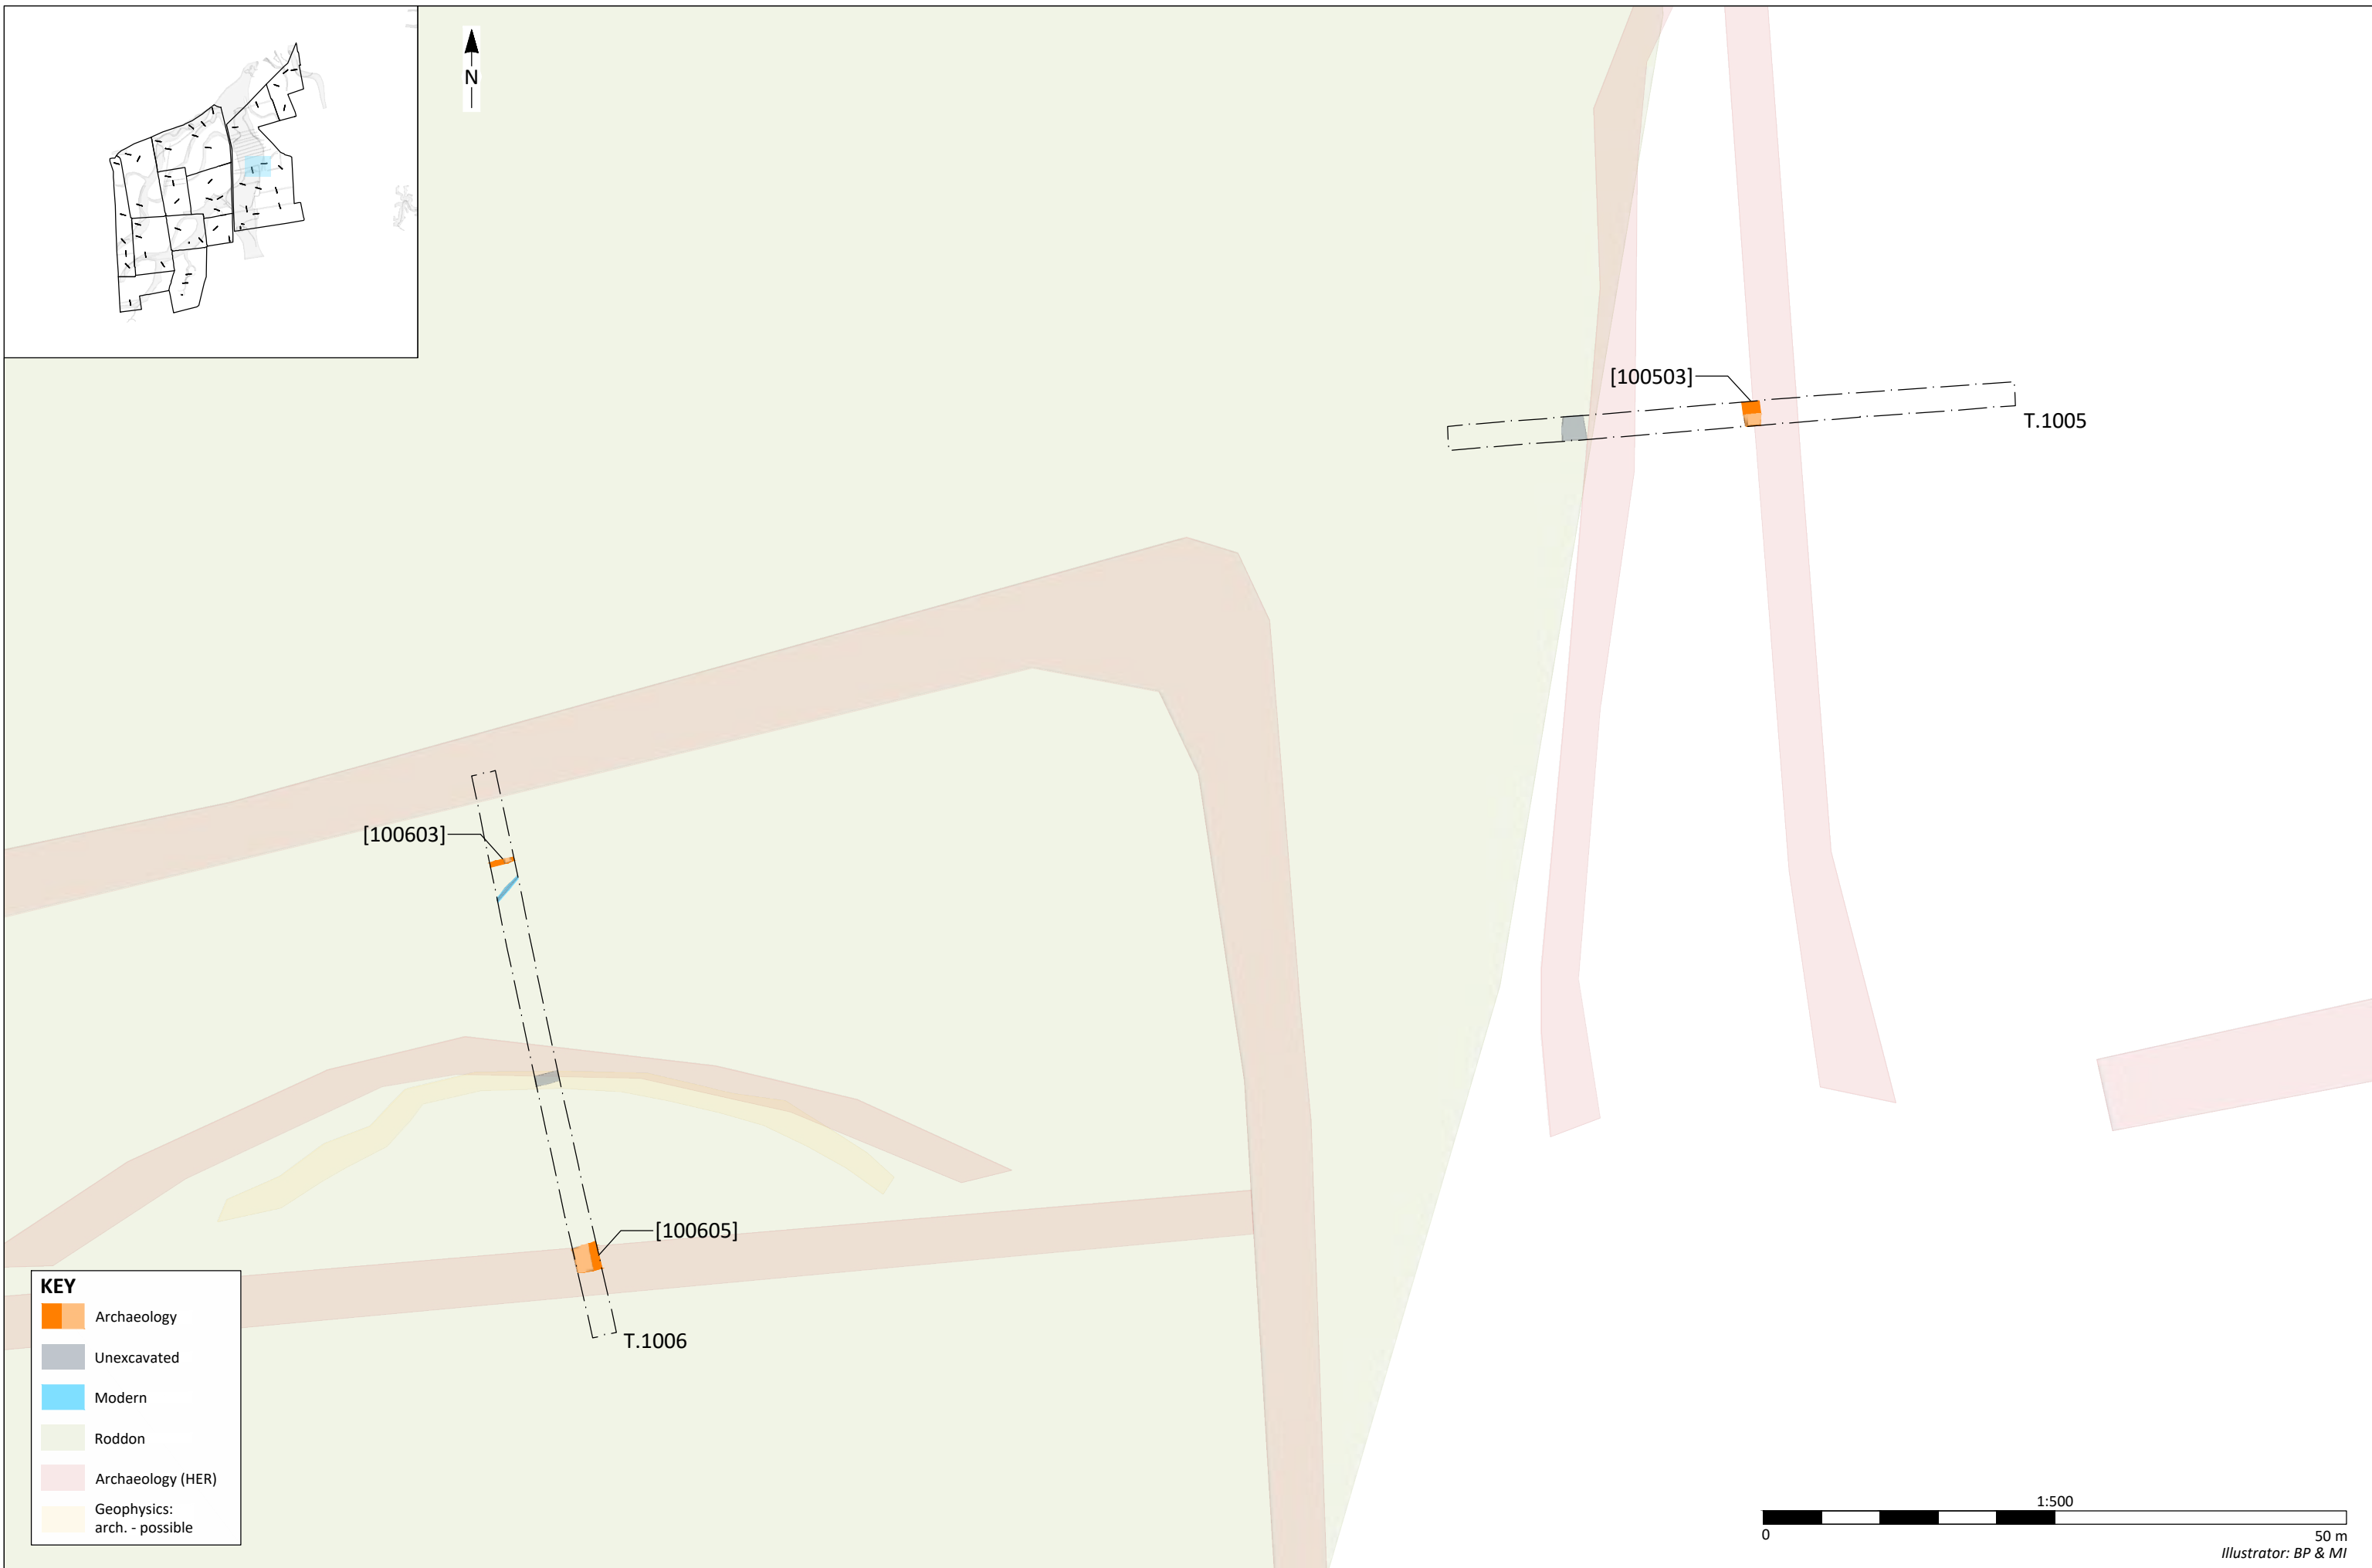 N
[100503]
T.1005
[100603]
[100605]
T.1006
KEY
Archaeology
Unexcavated
Modern
Roddon
Archaeology (HER)
Geophysics:
arch. - possible
1:500
0
50 m
Illustrator: BP & MI